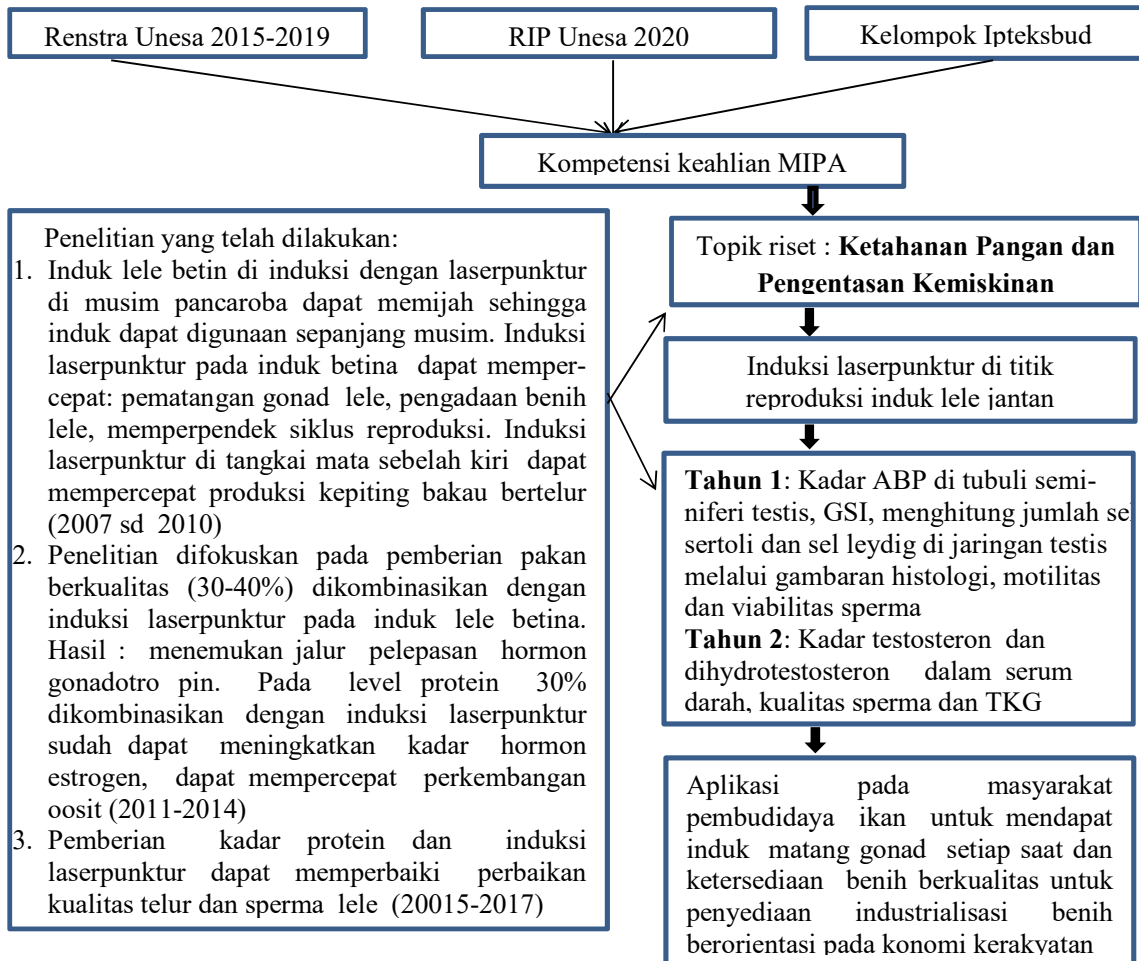 Renstra Unesa 2015-2019
RIP Unesa 2020
Kelompok Ipteksbud
Kompetensi keahlian MIPA
Penelitian yang telah dilakukan:
1. Induk lele betin di induksi dengan laserpunktur
di musim pancaroba dapat memijah sehingga
induk dapat digunaan sepanjang musim. Induksi
laserpunktur pada induk betina dapat memper-
cepat: pematangan gonad lele, pengadaan benih
lele, memperpendek siklus reproduksi. Induksi
laserpunktur di tangkai mata sebelah kiri dapat
mempercepat produksi kepiting bakau bertelur
(2007 sd 2010)
2. Penelitian difokuskan pada pemberian pakan
berkualitas (30-40%) dikombinasikan dengan
induksi laserpunktur pada induk lele betina.
Hasil : menemukan jalur pelepasan hormon
gonadotro pin. Pada level protein 30%
dikombinasikan dengan induksi laserpunktur
sudah dapat meningkatkan kadar hormon
estrogen, dapat mempercepat perkembangan
oosit (2011-2014)
3. Pemberian kadar protein dan induksi
laserpunktur dapat memperbaiki perbaikan
kualitas telur dan sperma lele (20015-2017)
Topik riset : Ketahanan Pangan dan
Pengentasan Kemiskinan
Induksi laserpunktur di titik
reproduksi induk lele jantan
Tahun 1: Kadar ABP di tubuli semi-
niferi testis, GSI, menghitung jumlah sel
sertoli dan sel leydig di jaringan testis
melalui gambaran histologi, motilitas
dan viabilitas sperma
Tahun 2: Kadar testosteron dan
dihydrotestosteron dalam serum
darah, kualitas sperma dan TKG
Aplikasi pada masyarakat
pembudidaya ikan untuk mendapat
induk matang gonad setiap saat dan
ketersediaan benih berkualitas untuk
penyediaan industrialisasi benih
berorientasi pada konomi kerakyatan